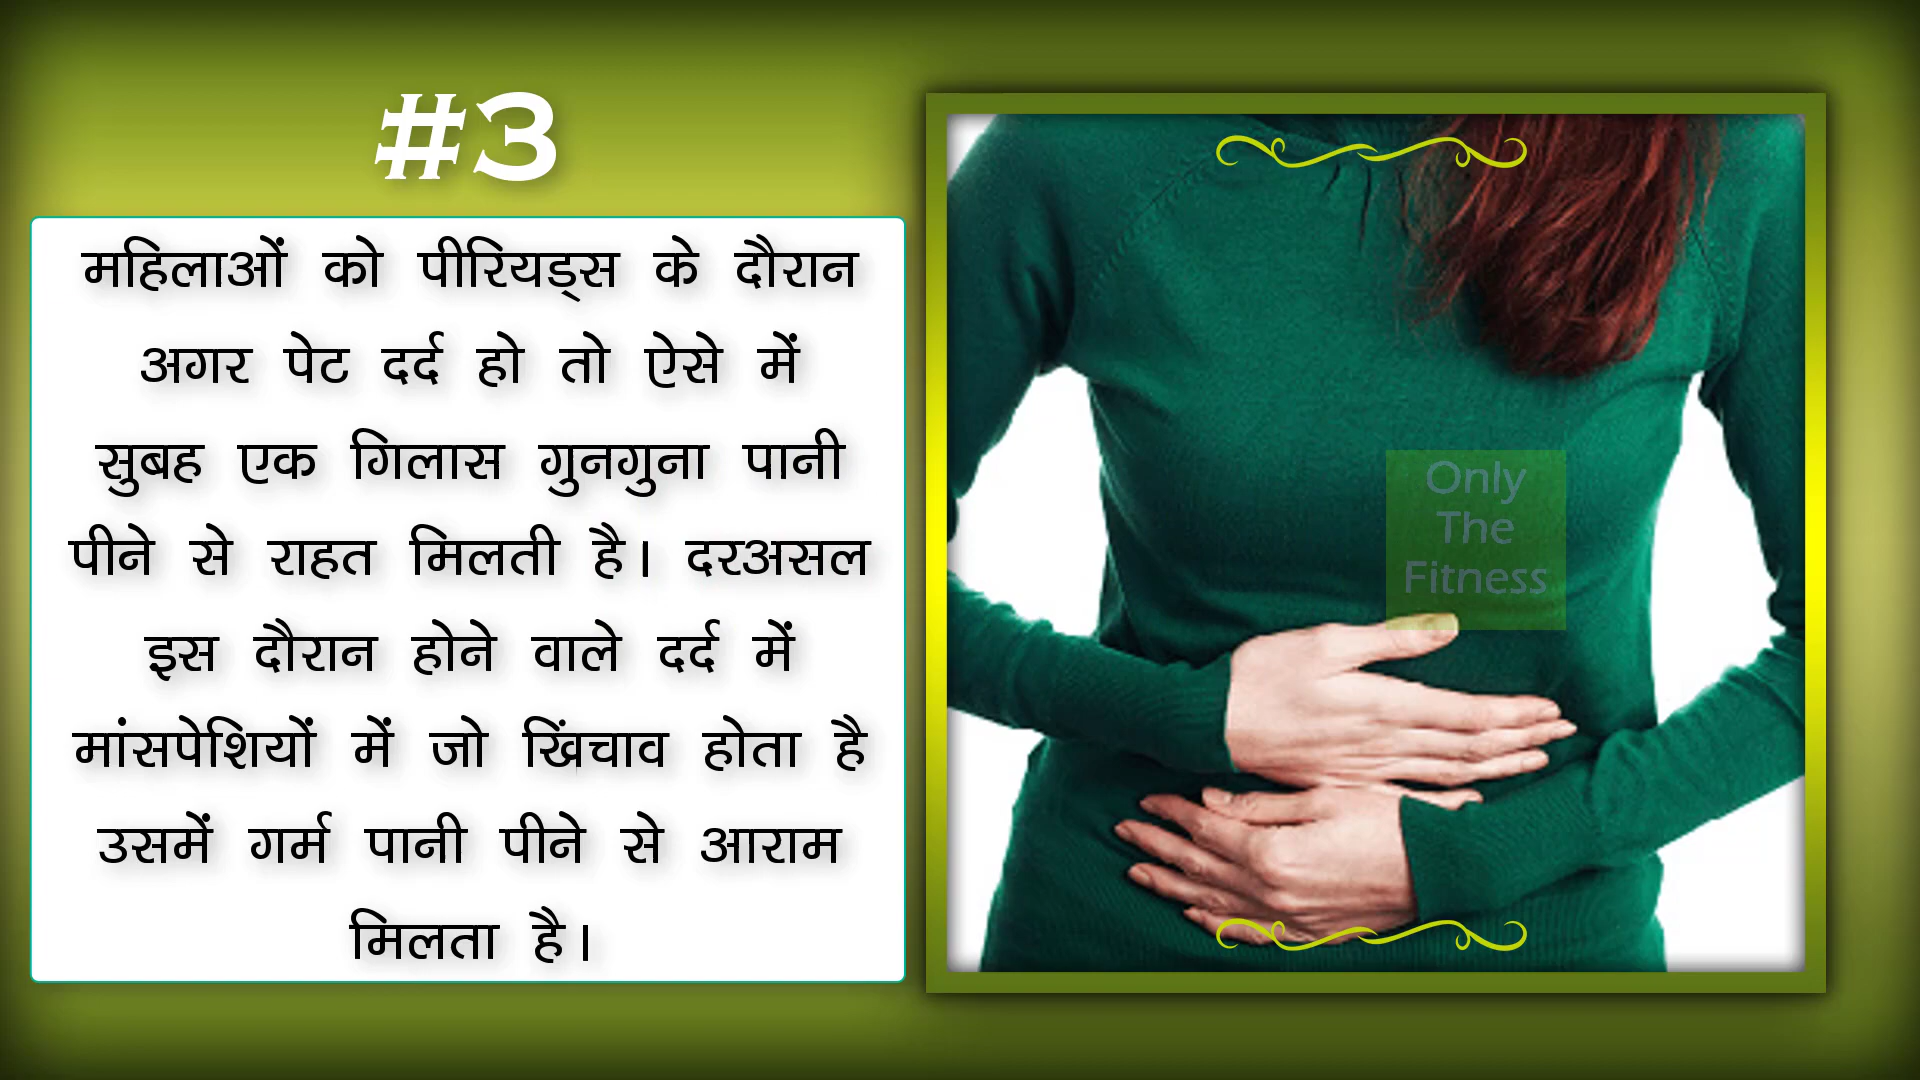 #3
महिलाओं को पीरियड्स के दौरान
अगर पेट दर्द हो तो ऐसे में
सुबह एक गिलास गुनगुना पानी
पीने से राहत मिलती है। दरअसल
इस दौरान होने वाले दर्द में
मांसपेशियों में जो खिंचाव होता है
उसमें गर्म पानी पीने से आराम
मिलता है।
Only
The
Fitness